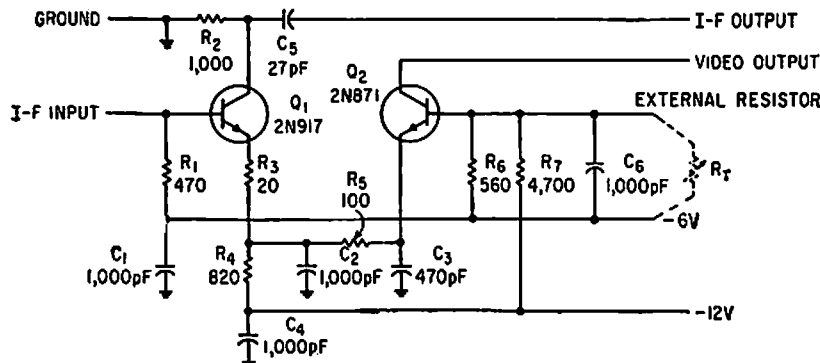 GROUND
R2
1,000
C5
27pF
I-F OUTPUT
VIDEO OUTPUT
Q2
2N871
Q1
2N917
EXTERNAL RESISTOR
I-F INPUT
R1
470
R3
20
R5
100
R6
560
R7
4,700
C6
1,000pF
Rr
-6V
C1
1,000pF
R4
820
C2
1,000pF
C3
470pF
-12V
C4
1,000pF